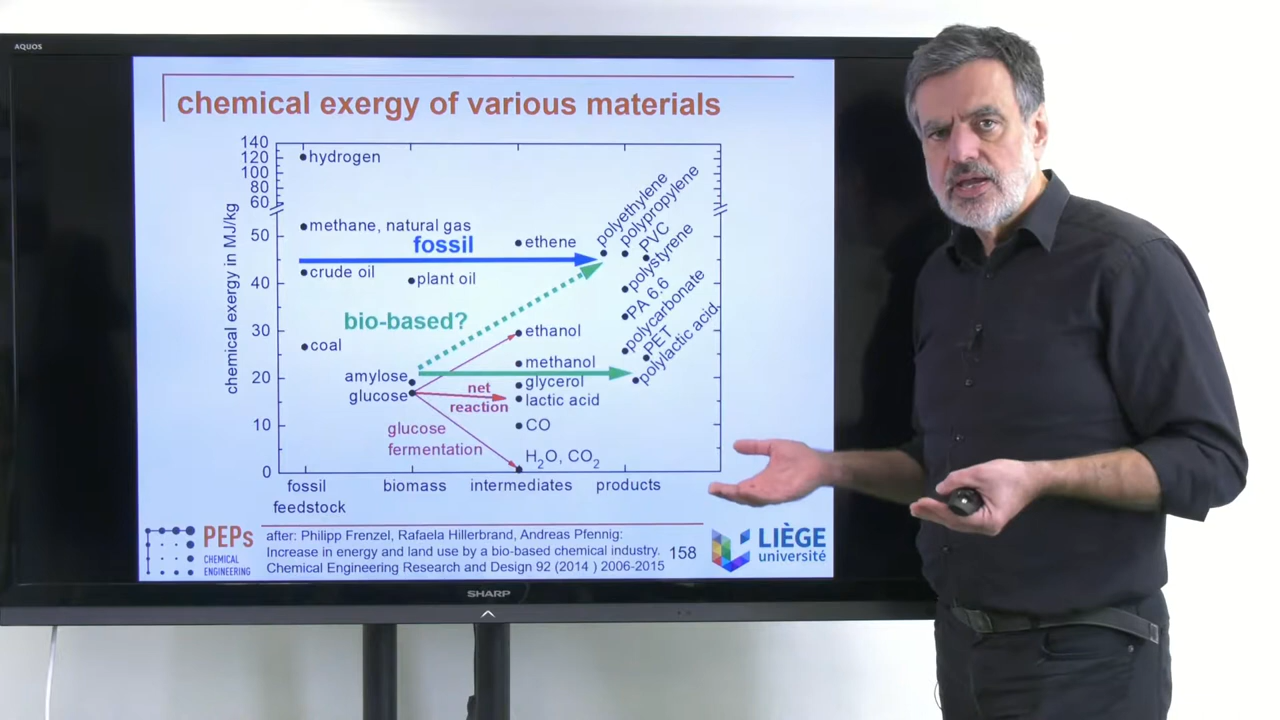 AQUOS
chemical exergy of various materials
chemical exergy in MJ/kg
140
120
100
80
60
50
40
30
20
10
0
hydrogen
methane, natural gas
fossil
crude oil
coal
plant oil
bio-based?
amylose
glucose
glucose
fermentation
net
reaction
ethene
ethanol
methanol
glycerol
lactic acid
CO
H₂O, CO₂
polyethylene
polypropylene
PVC
polystyrene
PA 6.6
polycarbonate
PET
polylactic acid
fossil
feedstock
biomass
intermediates
products
PEPs
CHEMICAL
ENGINEERING
after: Philipp Frenzel, Rafaela Hillerbrand, Andreas Pfennig:
Increase in energy and land use by a bio-based chemical industry.
Chemical Engineering Research and Design 92 (2014 ) 2006-2015
158
LIÈGE
université
SHARP